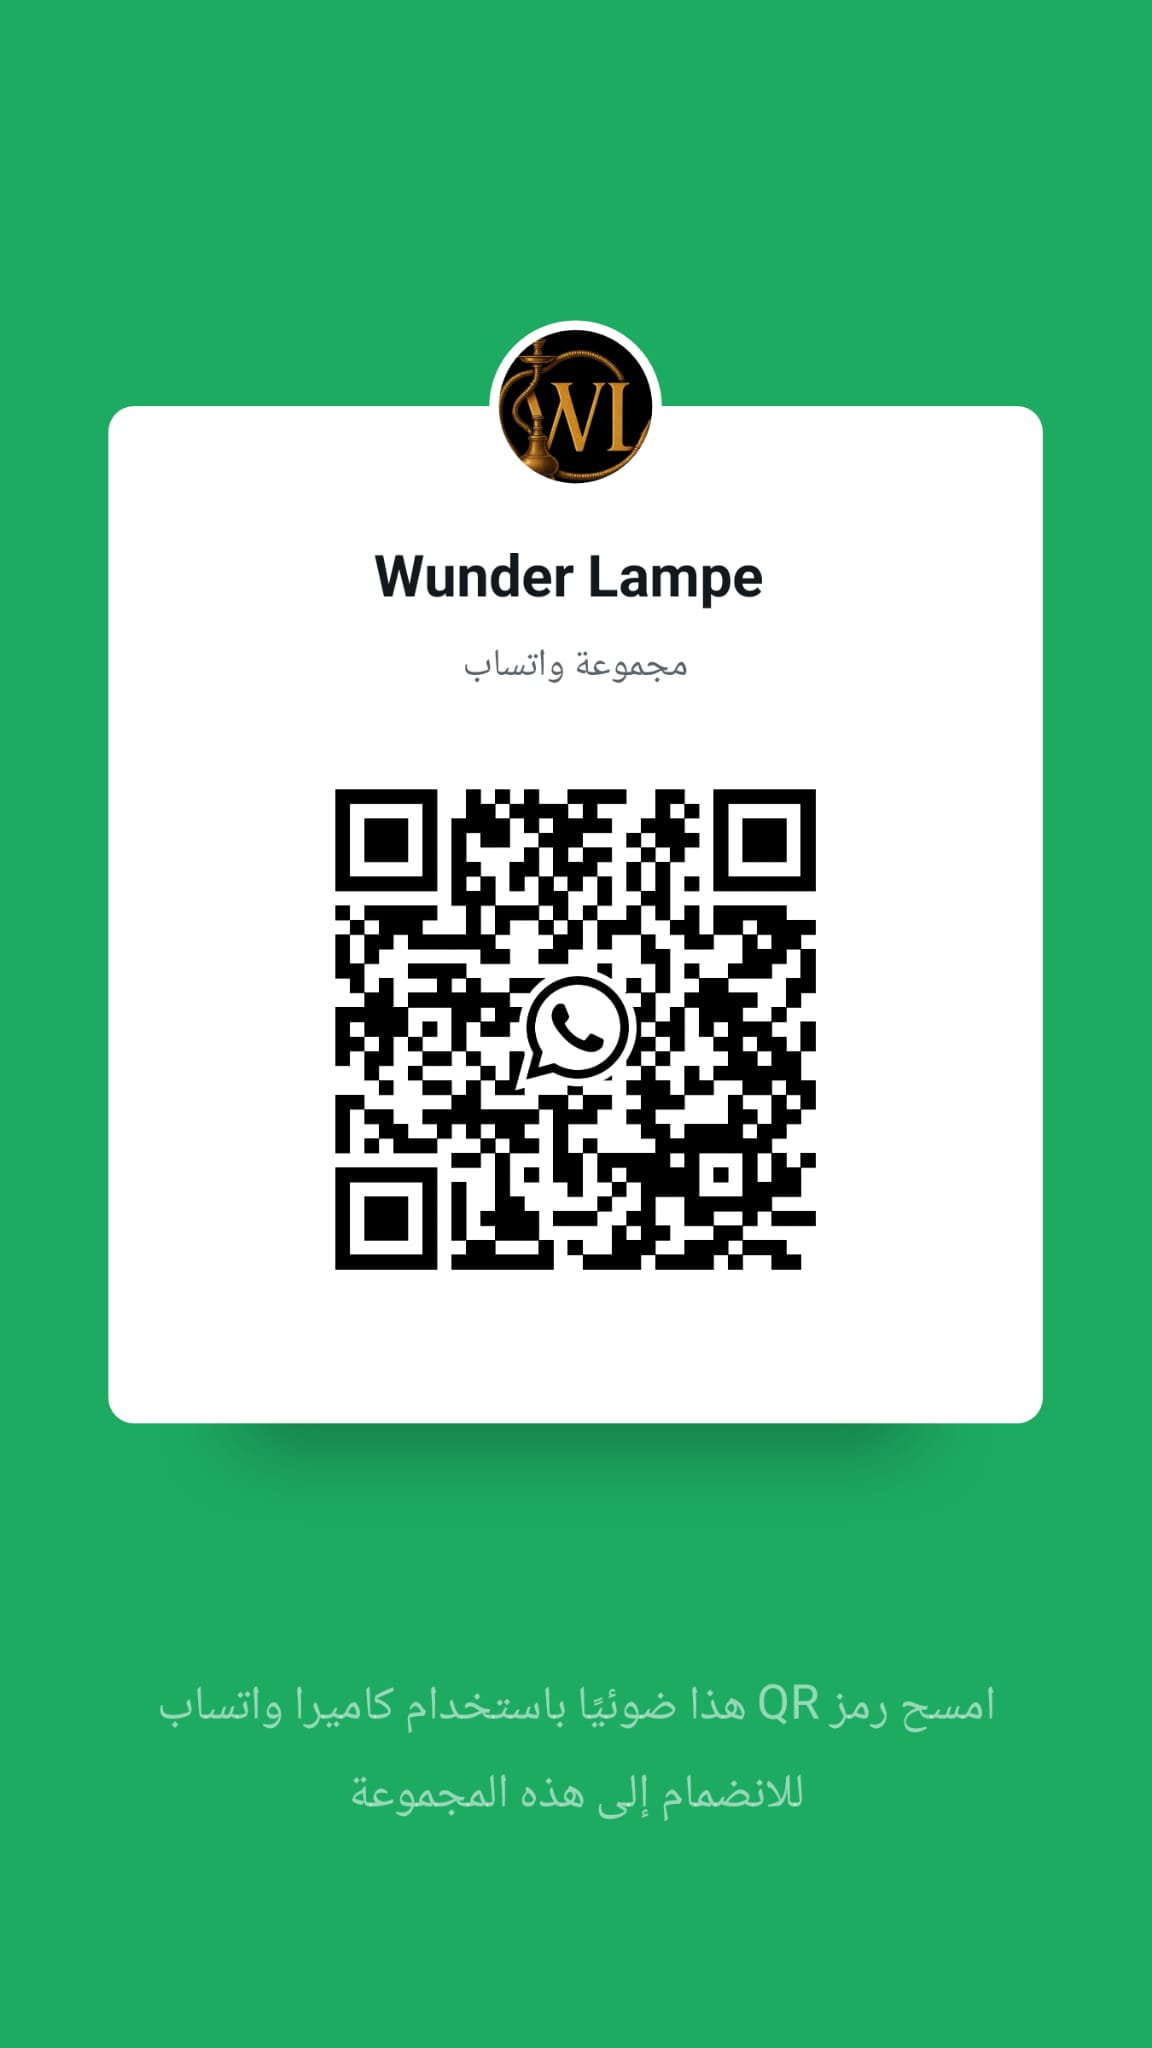 WL
Wunder Lampe
مجموعة واتساب
امسح رمز QR هذا ضوئيًا باستخدام كاميرا واتساب
للانضمام إلى هذه المجموعة